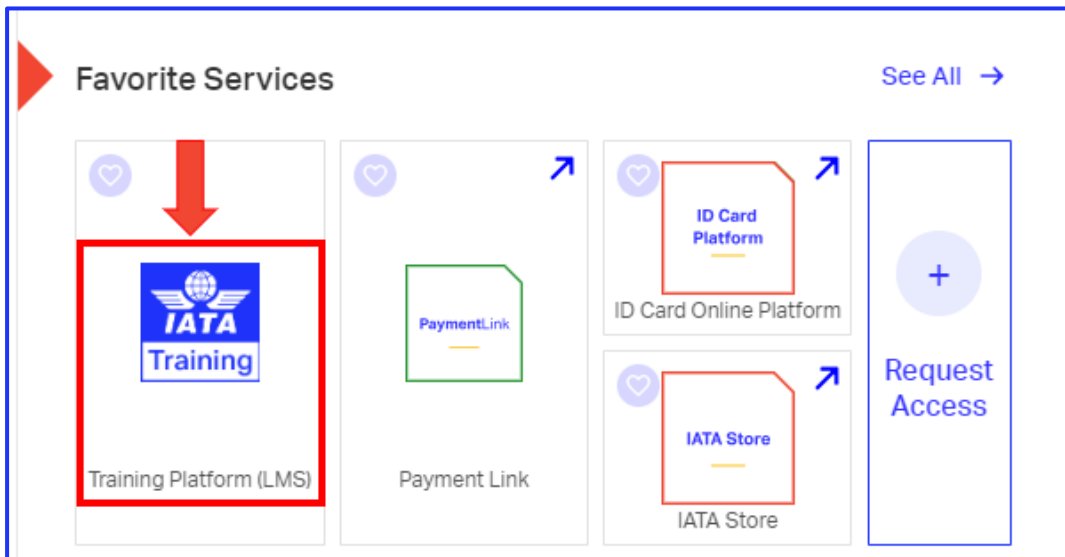 Favorite Services
See All →
IATA
Training
Training Platform (LMS)
PaymentLink
Payment Link
ID Card
Platform
ID Card Online Platform
IATA Store
IATA Store
+
Request
Access